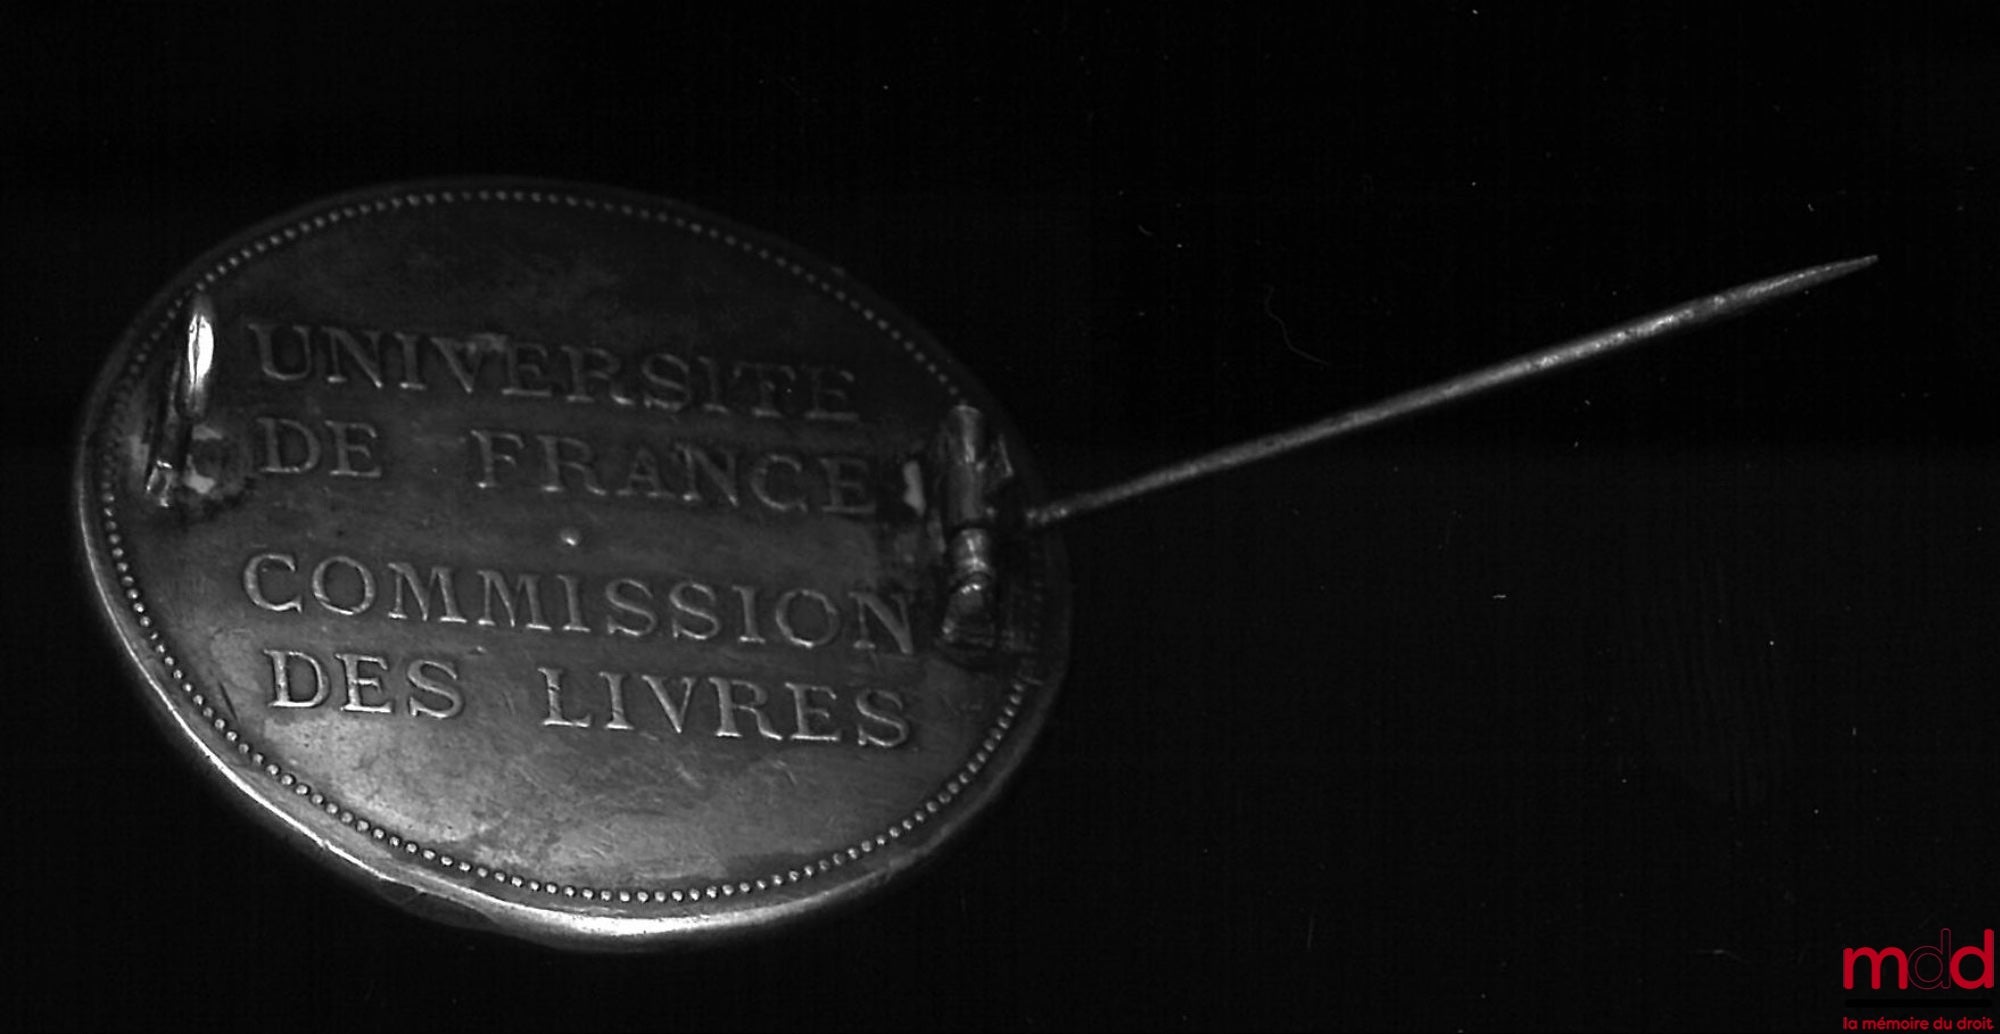 UNIVERSITE
DE FRANCE
COMMISSION
DES LIVRES
mdd
la mémoire du droit